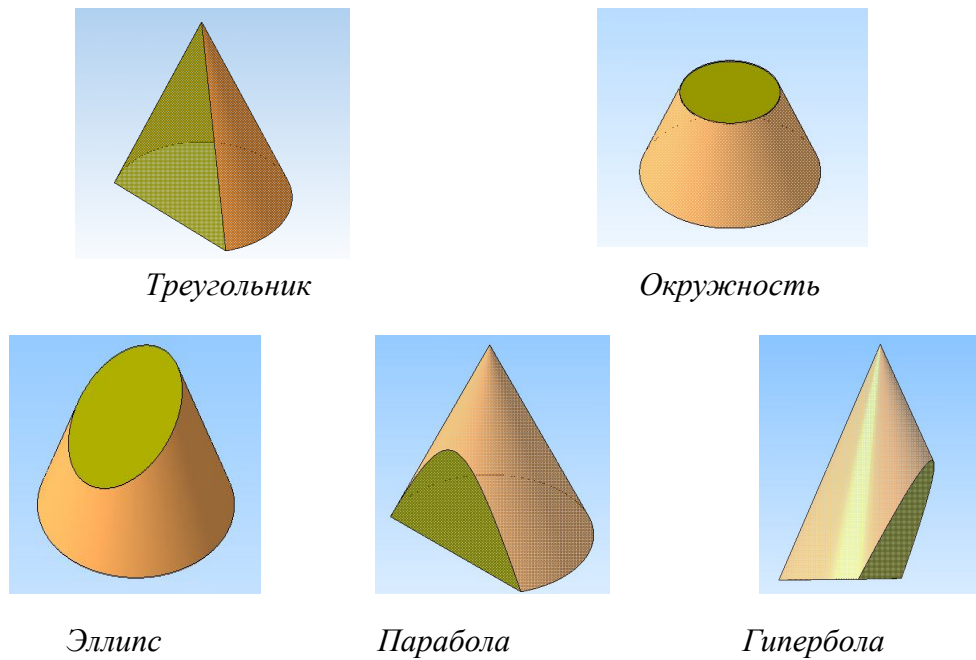 Треугольник
Окружность
Эллипс
Парабола
Гипербола